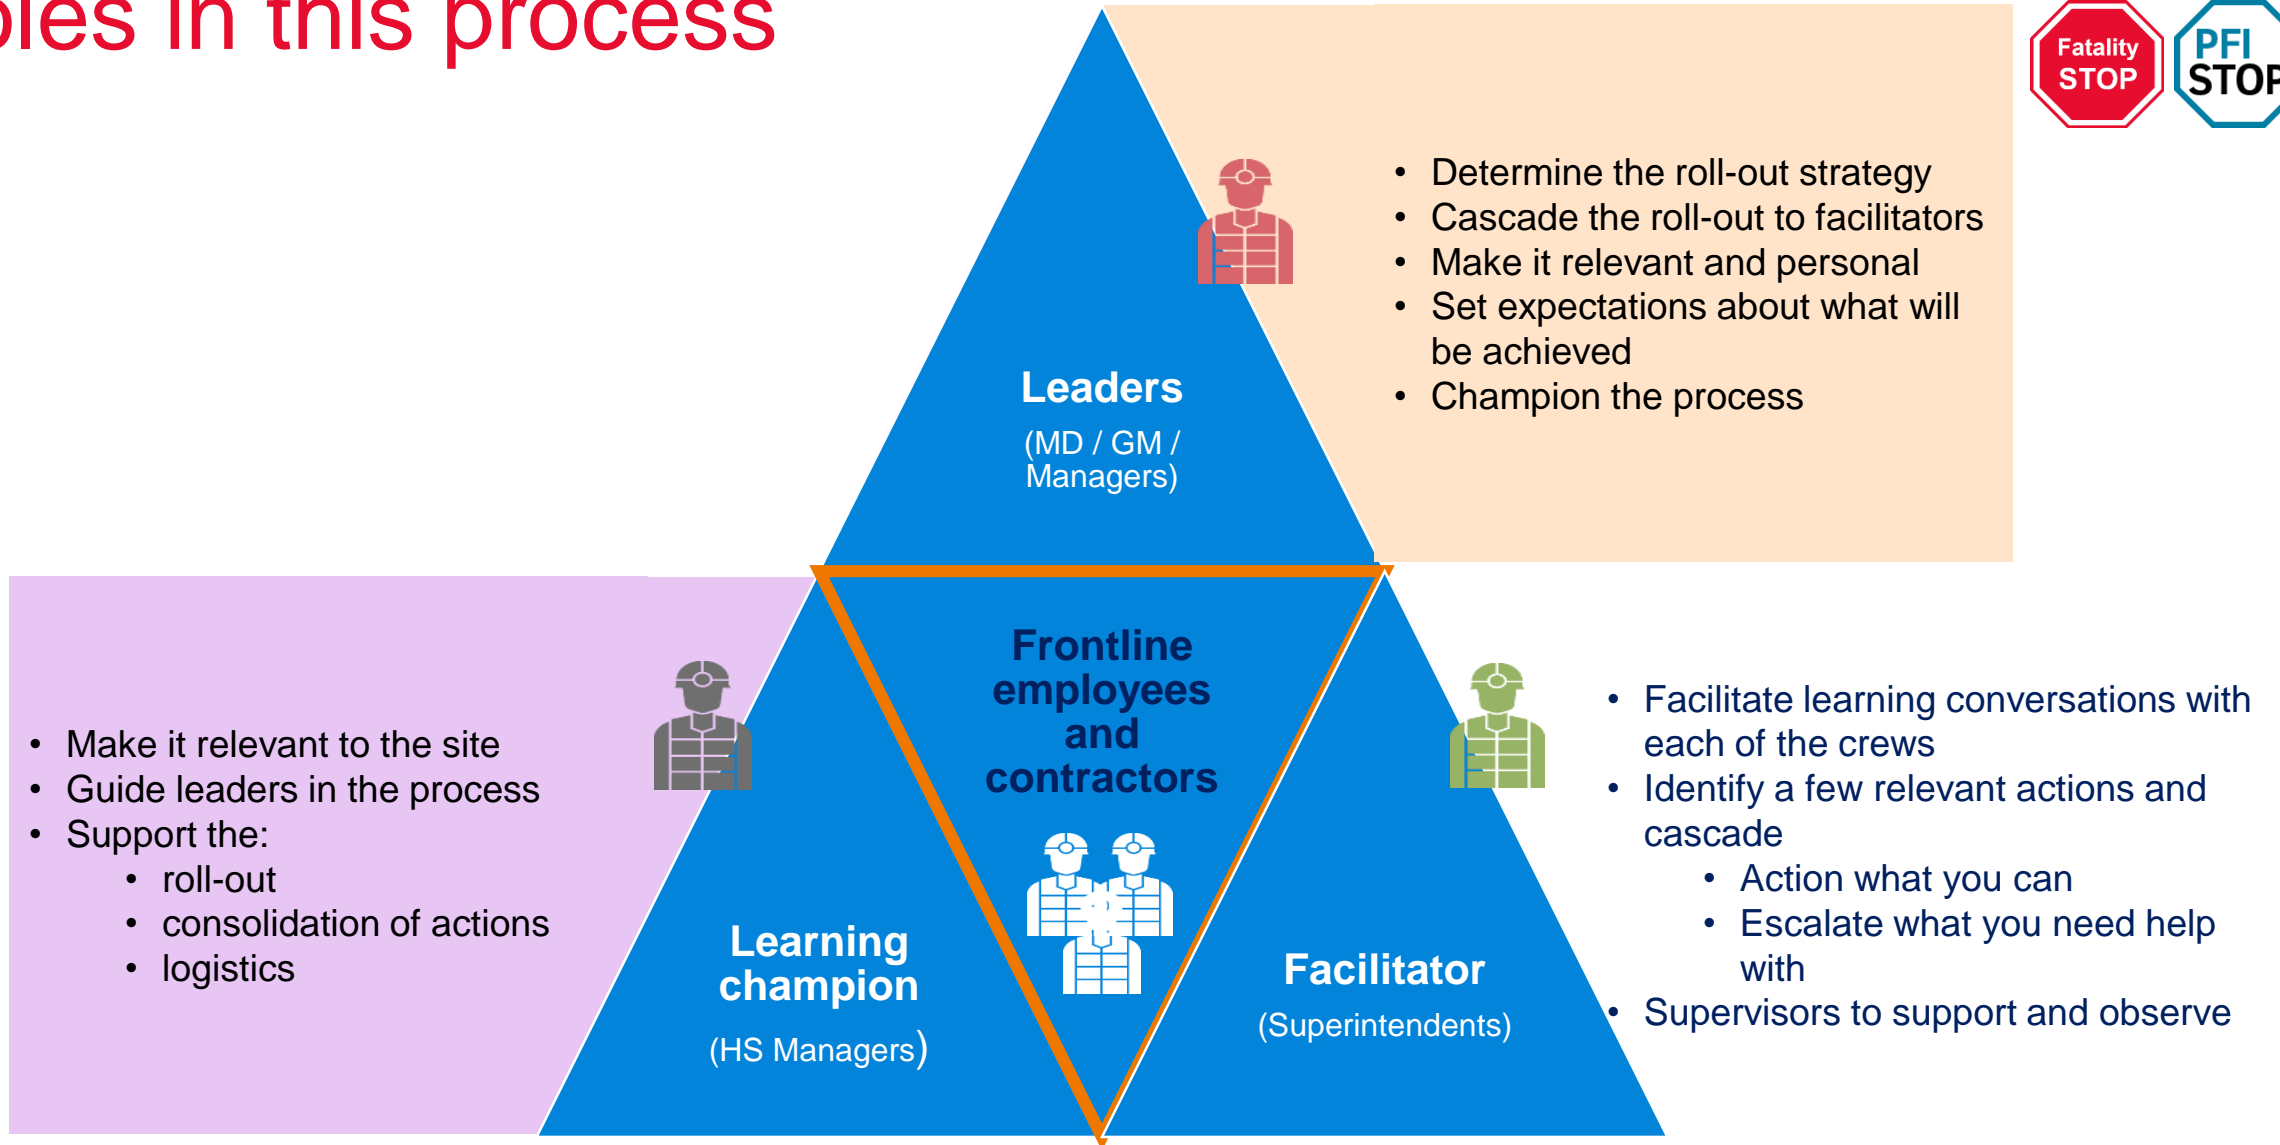 oles in this process
Fatality
STOP
PFI
STOP
• Determine the roll-out strategy
• Cascade the roll-out to facilitators
• Make it relevant and personal
• Set expectations about what will
be achieved
• Champion the process
Leaders
(MD / GM /
Managers)
• Make it relevant to the site
• Guide leaders in the process
• Support the:
• roll-out
• consolidation of actions
• logistics
Frontline
employees
and
contractors
Learning
champion
(HS Managers)
Facilitator
(Superintendents)
• Facilitate learning conversations with
each of the crews
• Identify a few relevant actions and
cascade
• Action what you can
• Escalate what you need help
with
• Supervisors to support and observe